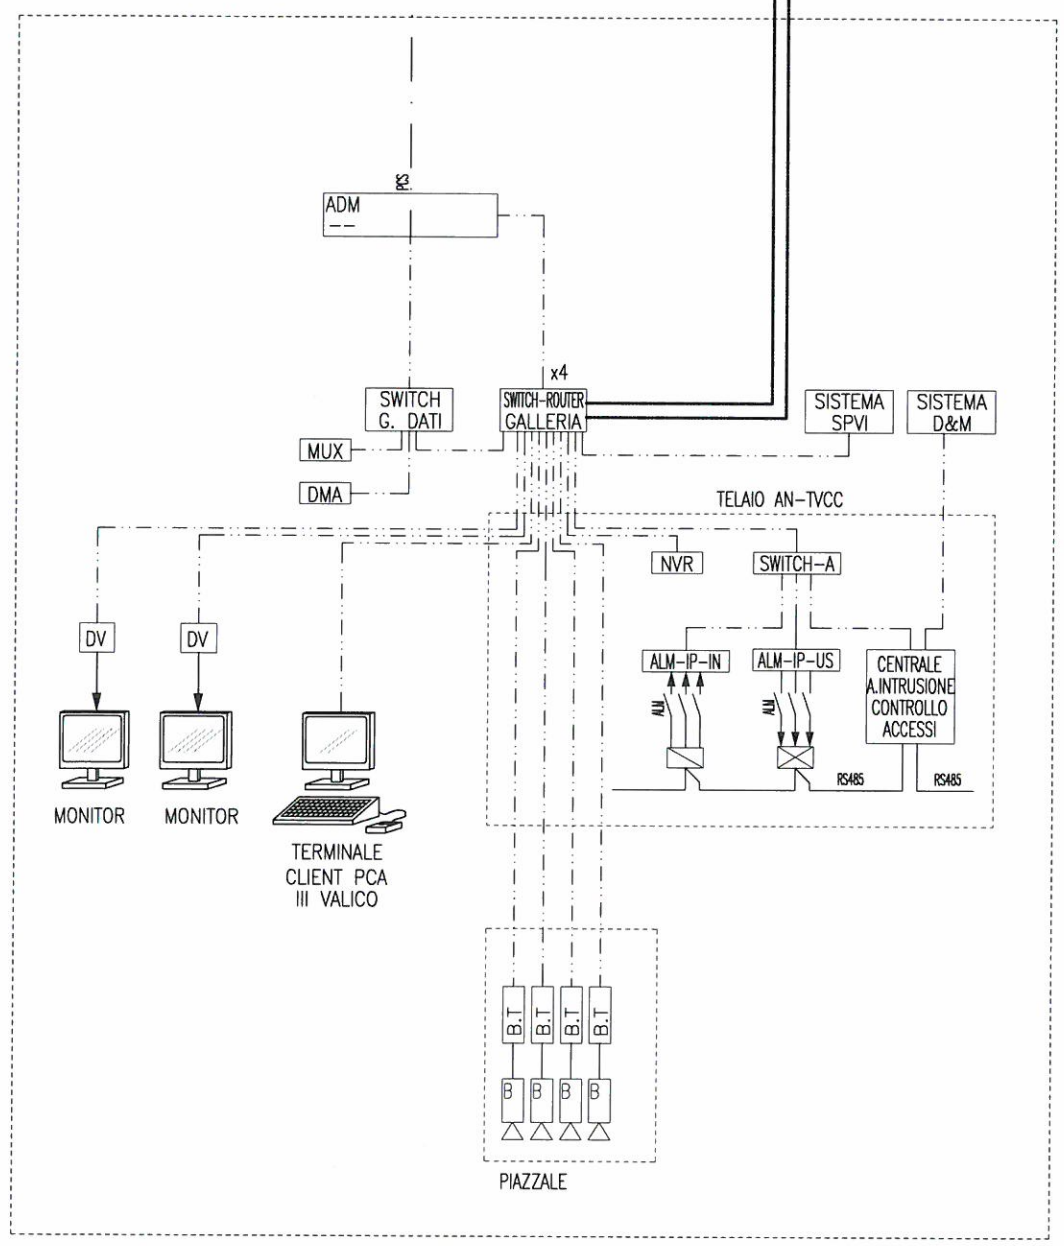 PCS
ADM
--
x4
SWITCH
G. DATI
SWITCH-ROUTER
GALLERIA
SISTEMA
SPVI
SISTEMA
D&M
MUX
DMA
TELAIO AN-TVCC
NVR
SWITCH-A
DV
DV
ALM-IP-IN
ALM-IP-US
CENTRALE
A.INTRUSIONE
CONTROLLO
ACCESSI
ALM
ALM
RS485
RS485
MONITOR
MONITOR
TERMINALE
CLIENT PCA
III VALICO
B.T
B.T
B.T
B.T
B
B
B
B
PIAZZALE